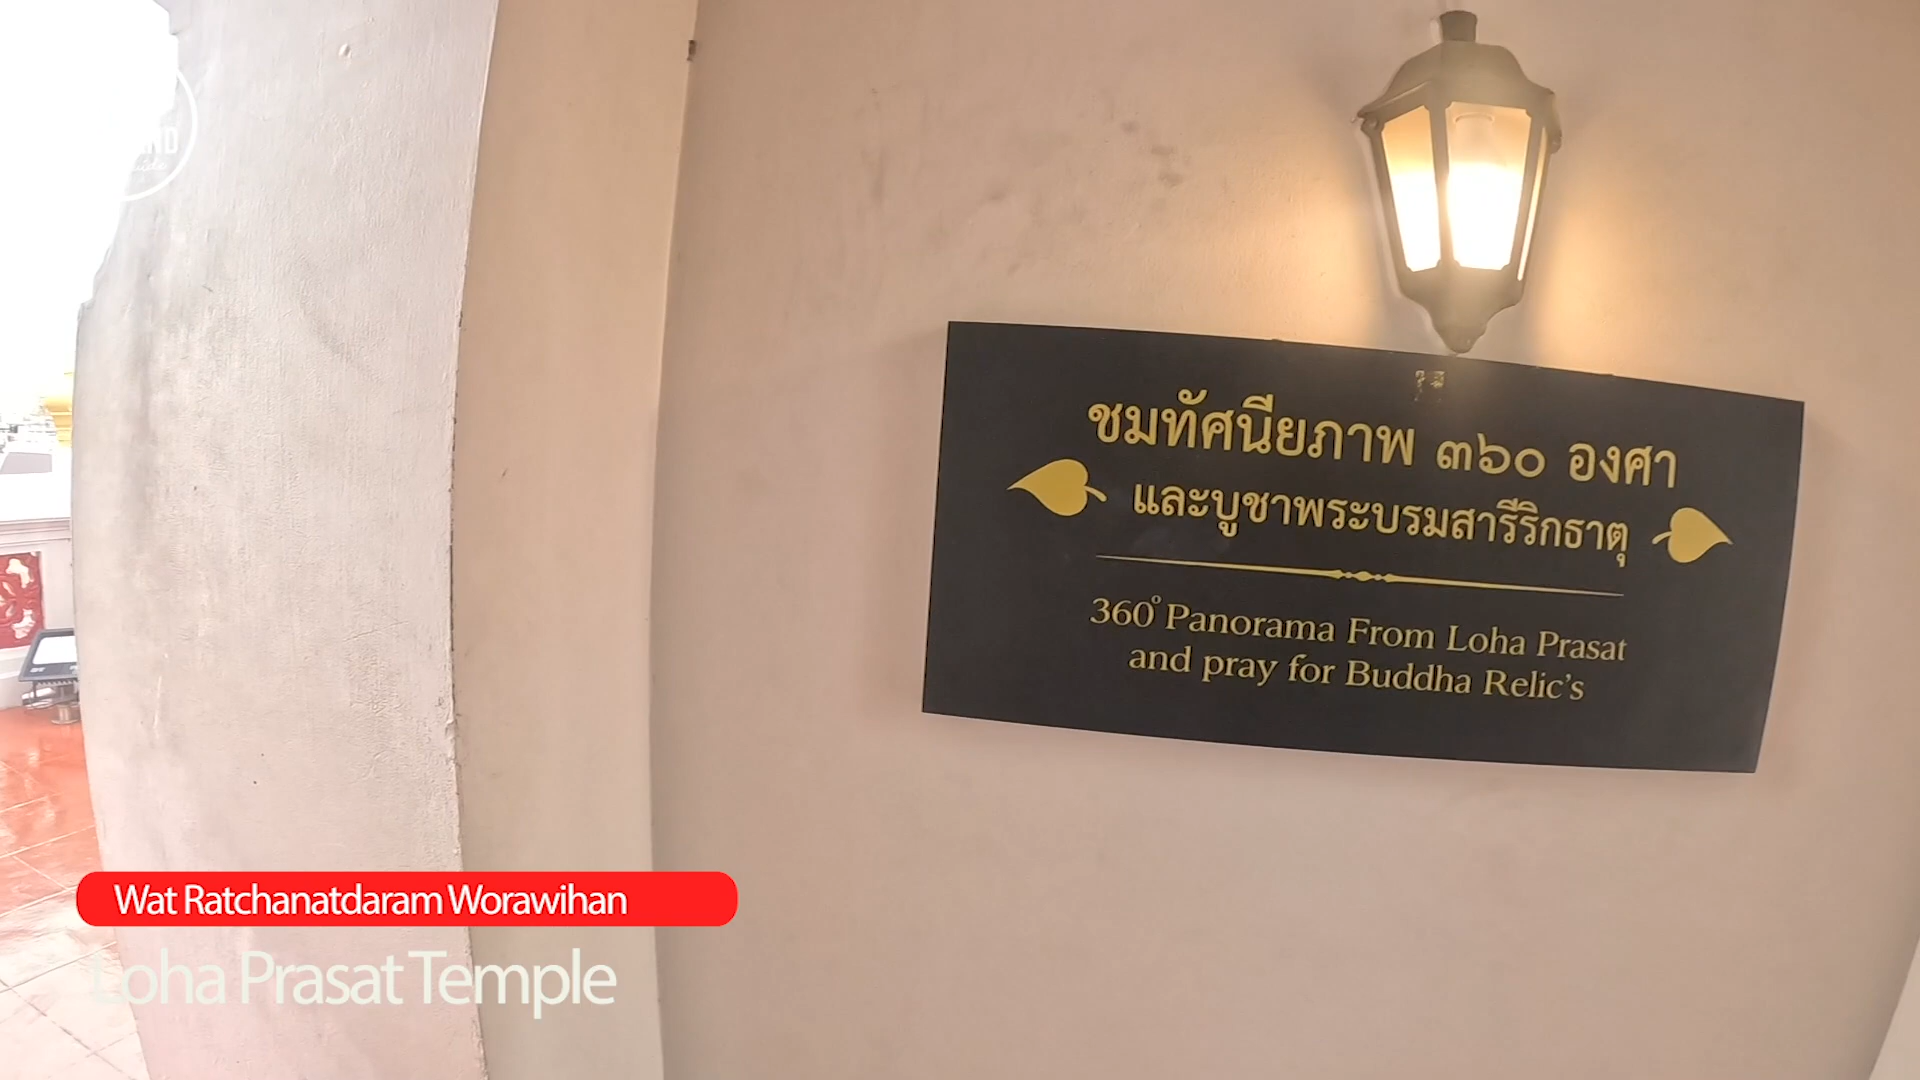 ชมทัศนียภาพ ๓๖๐ องศา
และบูชาพระบรมสารีริกธาตุ
360º Panorama From Loha Prasat
and pray for Buddha Relic's
Wat Ratchanatdaram Worawihan
Loha Prasat Temple